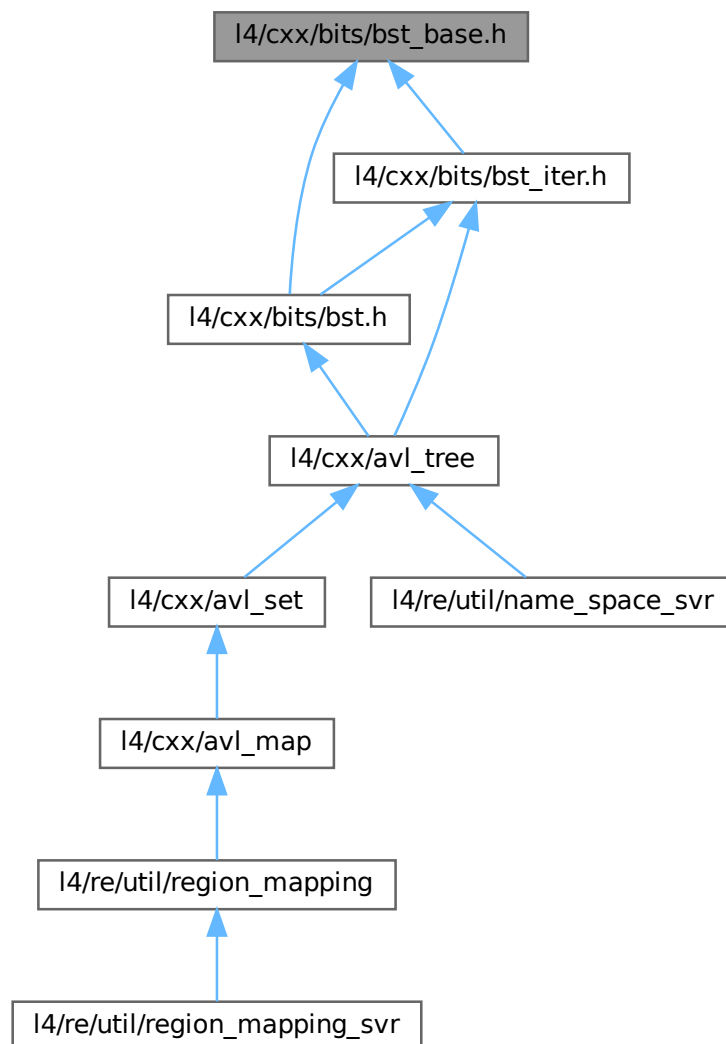 l4/cxx/bits/bst_base.h
l4/cxx/bits/bst_iter.h
l4/cxx/bits/bst.h
l4/cxx/avl_tree
l4/cxx/avl_set
l4/re/util/name_space_svr
l4/cxx/avl_map
l4/re/util/region_mapping
l4/re/util/region_mapping_svr